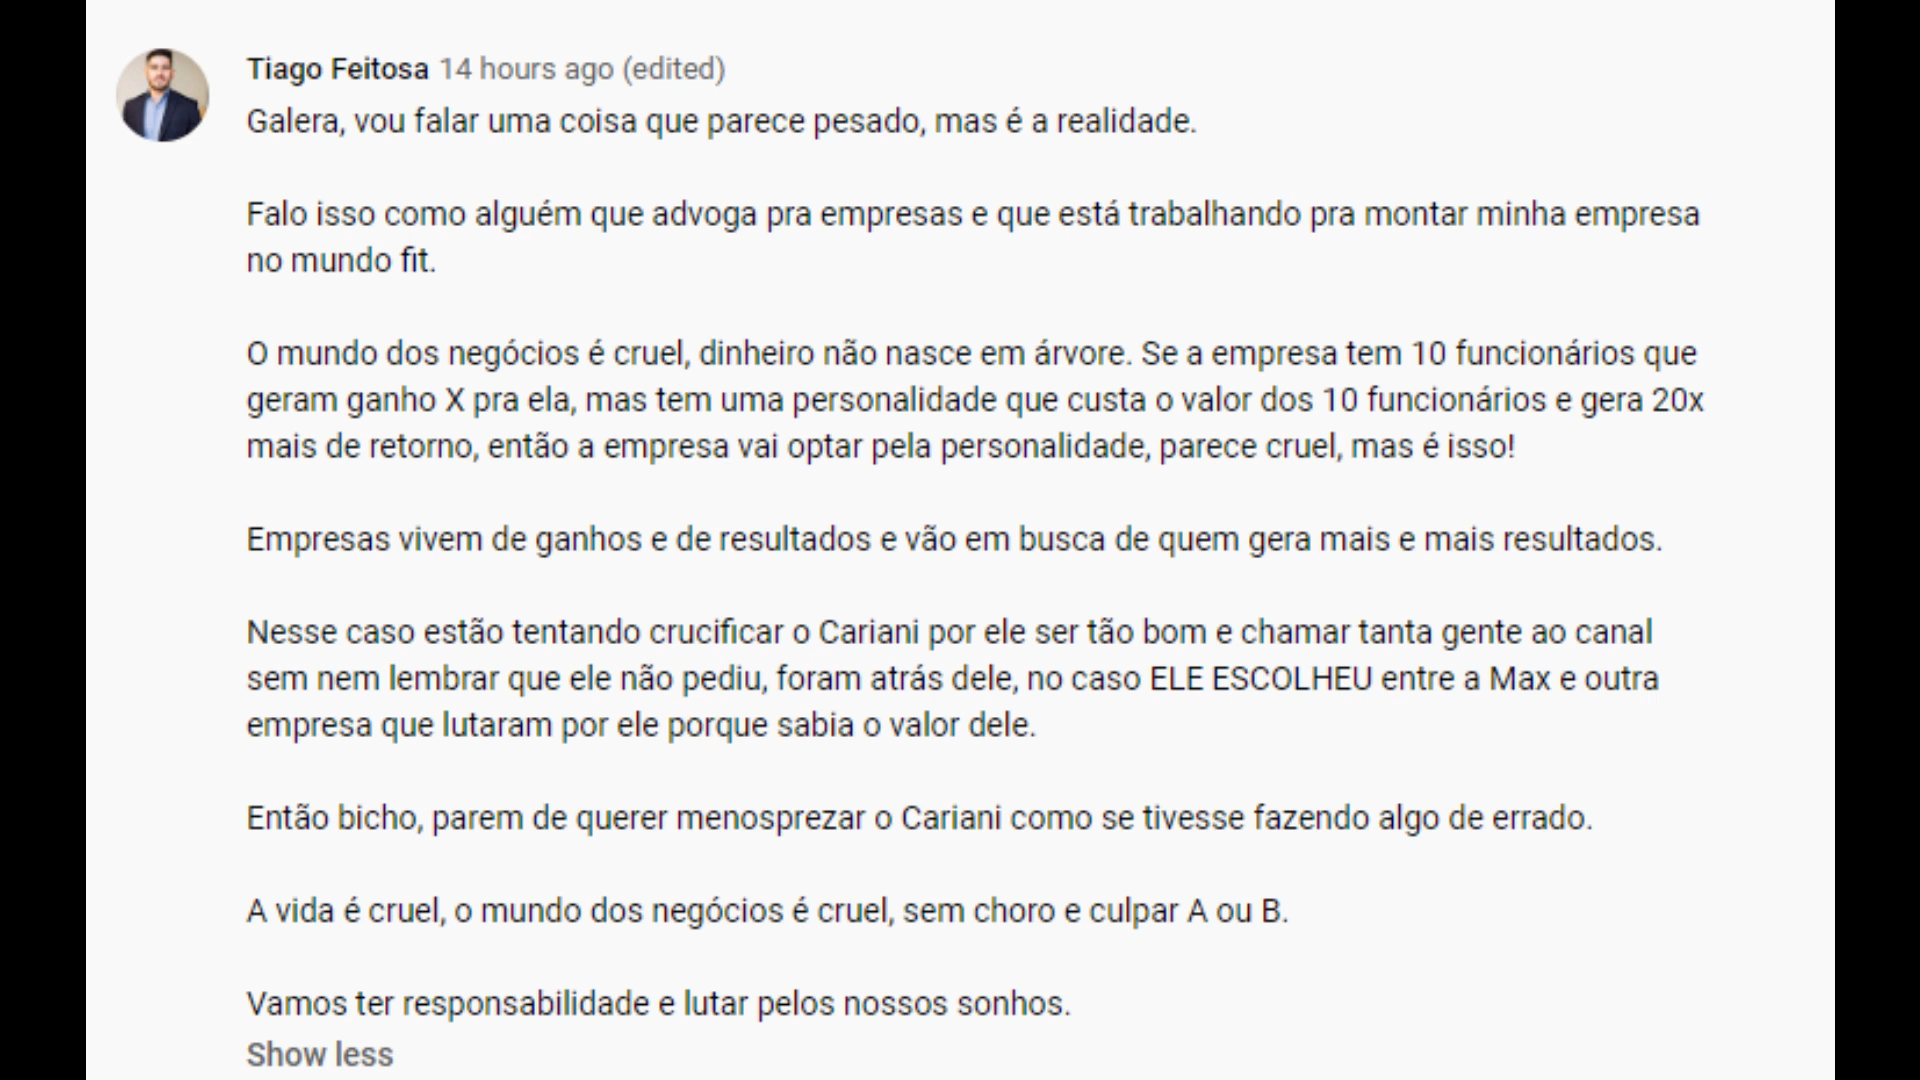 Tiago Feitosa 14 hours ago (edited)
Galera, vou falar uma coisa que parece pesado, mas é a realidade.
Falo isso como alguém que advoga pra empresas e que está trabalhando pra montar minha empresa
no mundo fit.
O mundo dos negócios é cruel, dinheiro não nasce em árvore. Se a empresa tem 10 funcionários que
geram ganho X pra ela, mas tem uma personalidade que custa o valor dos 10 funcionários e gera 20x
mais de retorno, então a empresa vai optar pela personalidade, parece cruel, mas é isso!
Empresas vivem de ganhos e de resultados e vão em busca de quem gera mais e mais resultados.
Nesse caso estão tentando crucificar o Cariani por ele ser tão bom e chamar tanta gente ao canal
sem nem lembrar que ele não pediu, foram atrás dele, no caso ELE ESCOLHEU entre a Max e outra
empresa que lutaram por ele porque sabia o valor dele.
Então bicho, parem de querer menosprezar o Cariani como se tivesse fazendo algo de errado.
A vida é cruel, o mundo dos negócios é cruel, sem choro e culpar A ou B.
Vamos ter responsabilidade e lutar pelos nossos sonhos.
Show less